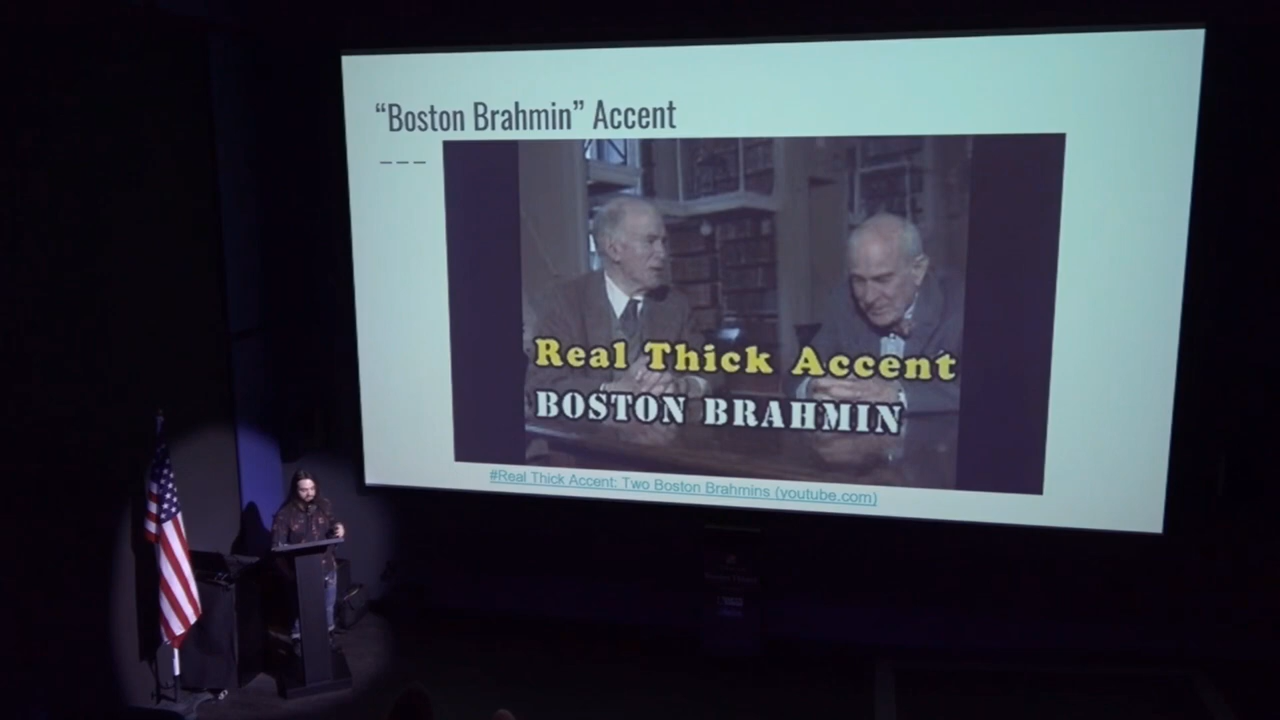 “Boston Brahmin” Accent
Real Thick Accent
BOSTON BRAHMIN
#Real Thick Accent: Two Boston Brahmins (youtube.com)